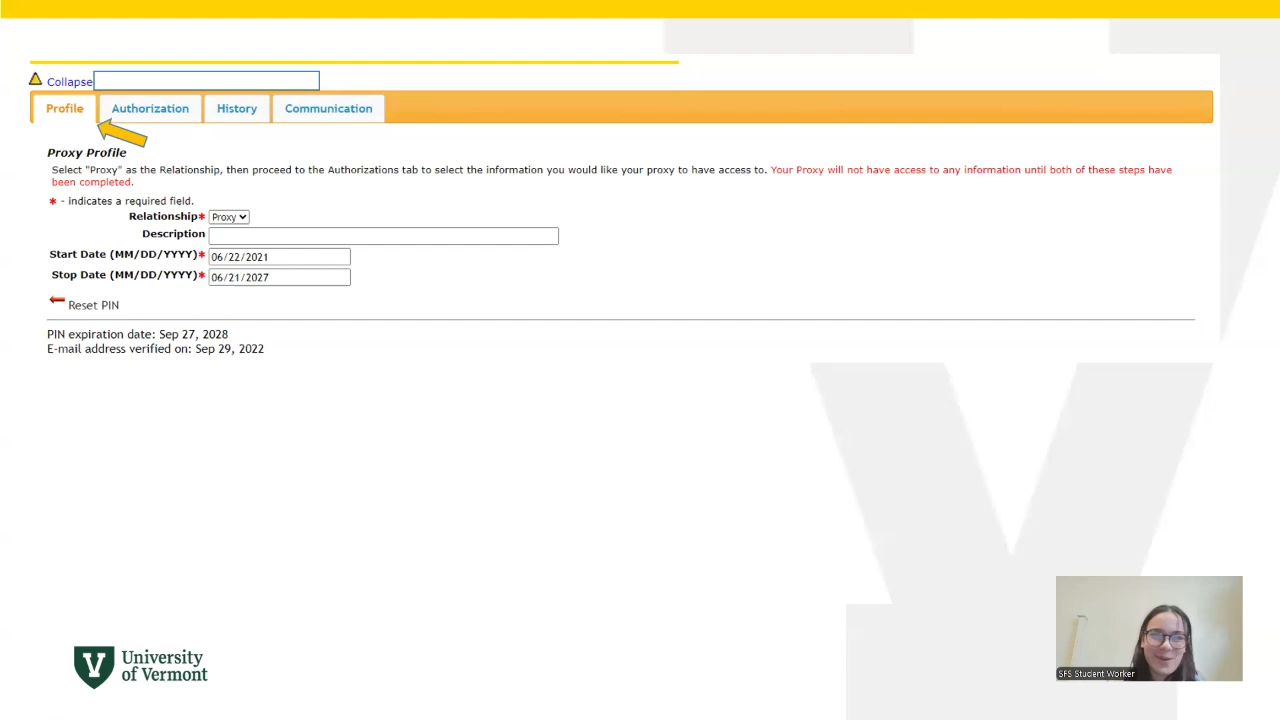 Collapse
Profile Authorization History Communication
Proxy Profile
Select "Proxy" as the Relationship, then proceed to the Authorizations tab to select the information you would like your proxy to have access to. Your Proxy will not have access to any information until both of these steps have
been completed.
* - indicates a required field.
Relationship* Proxy
Description
Start Date (MM/DD/YYYY)* 06/22/2021
Stop Date (MM/DD/YYYY)* 06/21/2027
Reset PIN
PIN expiration date: Sep 27, 2028
E-mail address verified on: Sep 29, 2022
University
of Vermont
SFS Student Worker